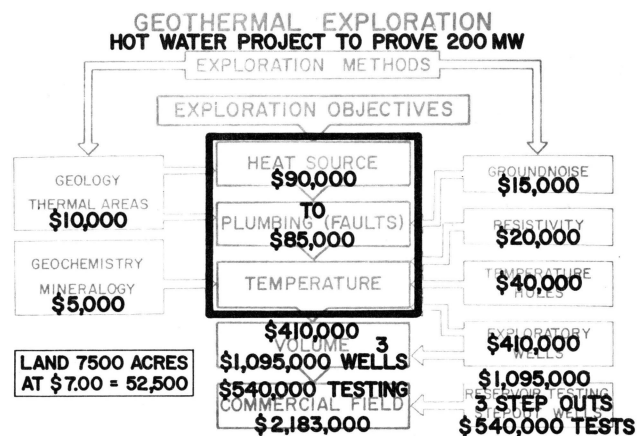 GEOTHERMAL EXPLORATION
HOT WATER PROJECT TO PROVE 200 MW
EXPLORATION METHODS
EXPLORATION OBJECTIVES
HEAT SOURCE
$90,000
TO
PLUMBING (FAULTS)
$85,000
TEMPERATURE
GEOLOGY
THERMAL AREAS
$10,000
GEOCHEMISTRY
MINERALOGY
$5,000
GROUNDNOISE
$15,000
RESISTIVITY
$20,000
TEMPERATURE
$40,000
HOLES
$410,000
VOLUME 3
$1,095,000 WELLS
$540,000 TESTING
COMMERCIAL FIELD
$2,183,000
EXPLORATORY
$410,000
WELLS
$1,095,000
RESERVOIR TESTING
3 STEP OUTS
STEPOUT WELLS
$540,000 TESTS
LAND 7500 ACRES
AT $7.00 = 52,500